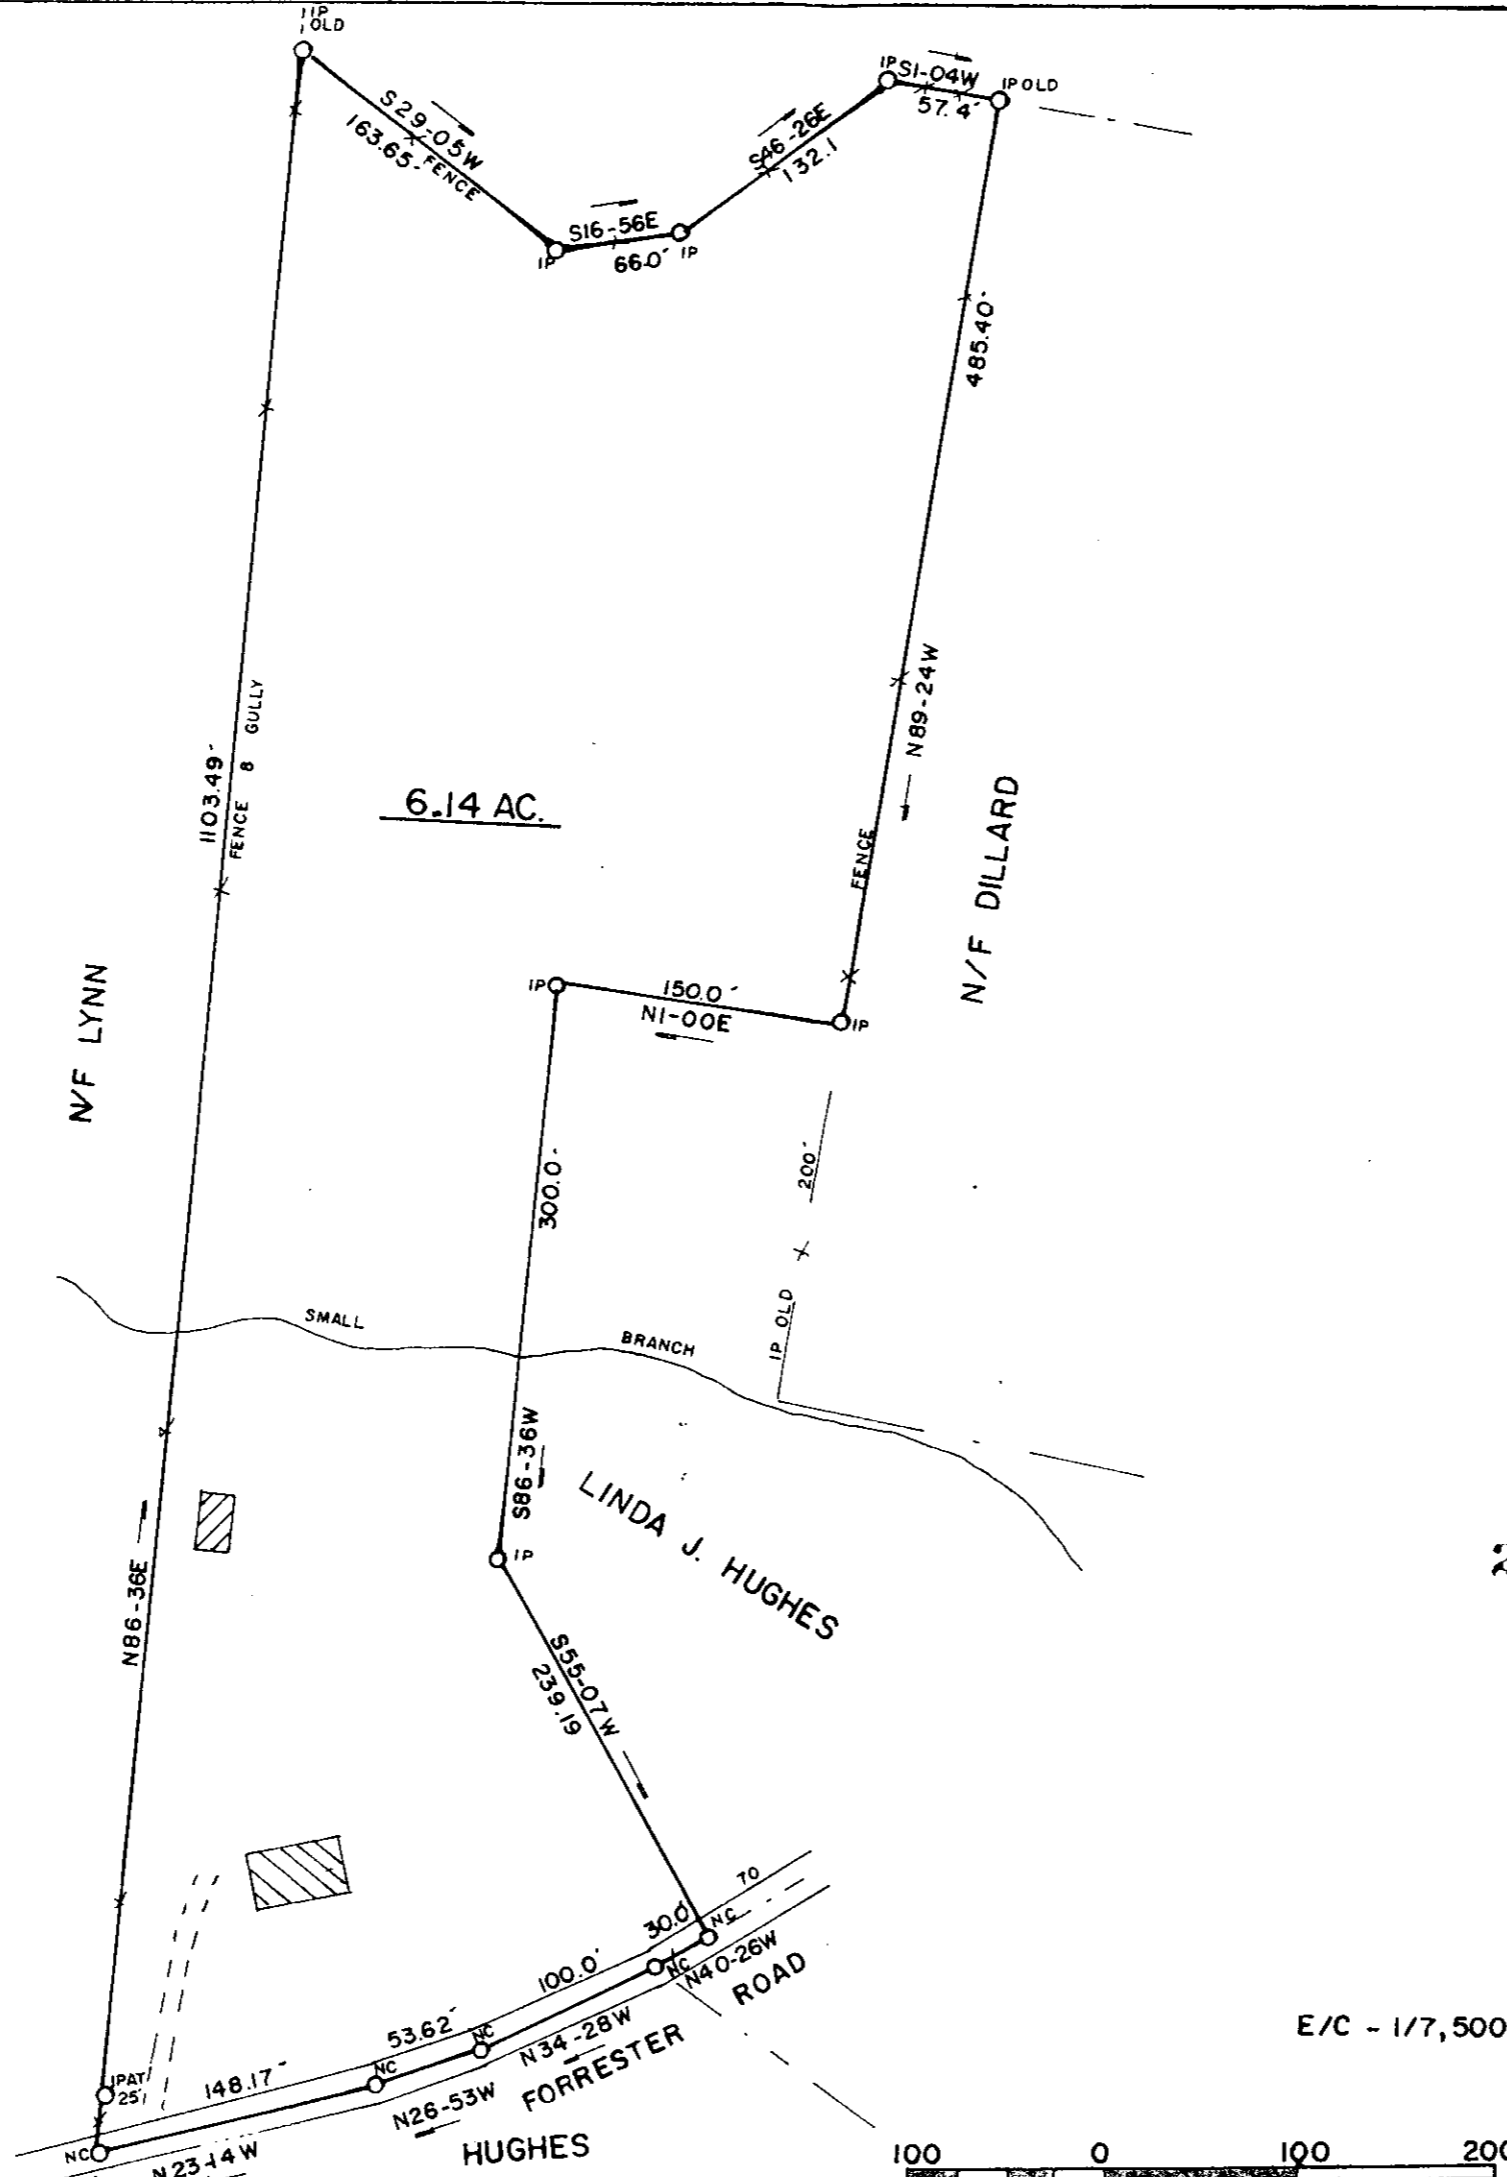 IP
OLD
S29-05W
163.65'
FENCE
IP
S16-56E
66.0'
IP
S46-26E
132.1
IP
S1-04W
57.4'
IP OLD
485.40'
N89-24W
FENCE
N/F DILLARD
1103.49'
FENCE 8 GULLY
6.14 AC.
N/F LYNN
IP
150.0'
N1-00E
IP
300.0'
200'
IP OLD
SMALL
BRANCH
S86-36W
IP
LINDA J. HUGHES
N86-36E
S55-07W
239.19
70
30.0'
NC
N40-26W
NC
100.0'
ROAD
NC
53.62'
N34-28W
FORRESTER
NC
148.17'
N26-53W
IPAT
25'
NC
N23-14W
HUGHES
E/C - 1/7,500
100 0 100 200